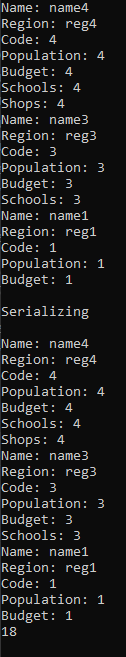 Name: name4
Region: reg4
Code: 4
Population: 4
Budget: 4
Schools: 4
Shops: 4
Name: name3
Region: reg3
Code: 3
Population: 3
Budget: 3
Schools: 3
Name: name1
Region: reg1
Code: 1
Population: 1
Budget: 1
Serializing
Name: name4
Region: reg4
Code: 4
Population: 4
Budget: 4
Schools: 4
Shops: 4
Name: name3
Region: reg3
Code: 3
Population: 3
Budget: 3
Schools: 3
Name: name1
Region: reg1
Code: 1
Population: 1
Budget: 1
18